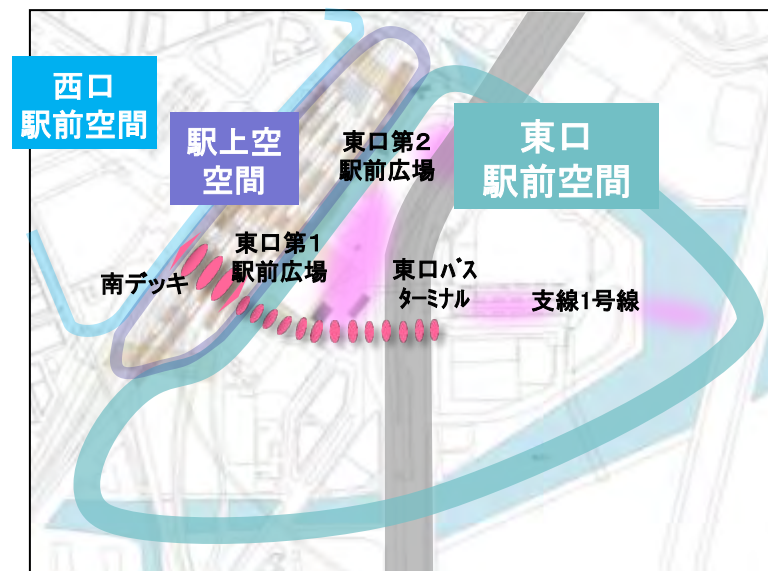 西口
駅前空間
駅上空
空間
東口第2
駅前広場
東口
駅前空間
東口第1
駅前広場
南デッキ
東口バス
ターミナル
支線1号線